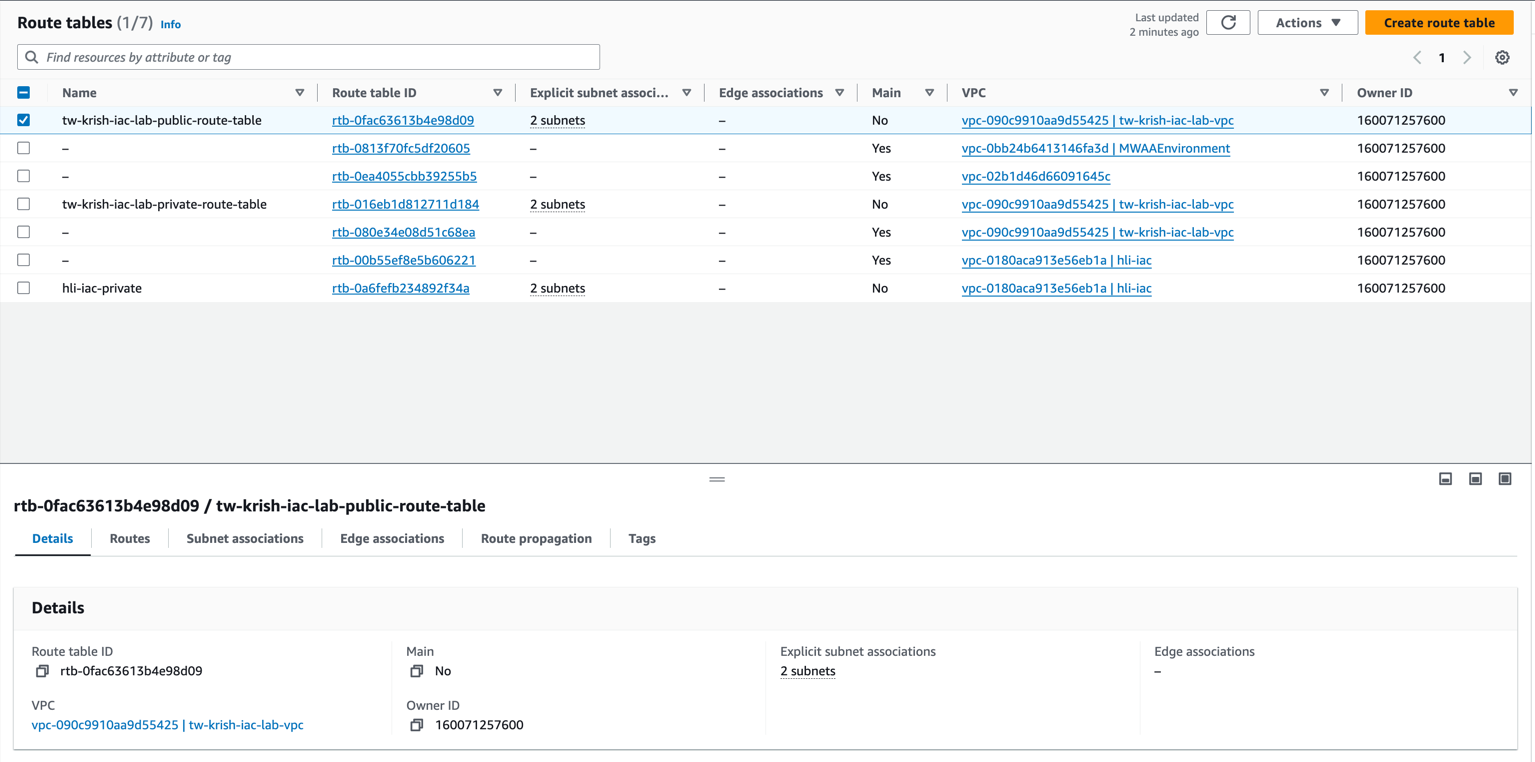 Route tables (1/7) Info
Last updated
2 minutes ago
Actions
Create route table
Find resources by attribute or tag
1
Name Route table ID Explicit subnet associ... Edge associations Main VPC Owner ID
tw-krish-iac-lab-public-route-table rtb-0fac63613b4e98d09 2 subnets – No vpc-090c9910aa9d55425 | tw-krish-iac-lab-vpc 160071257600
– rtb-0813f70fc5df20605 – – Yes vpc-0bb24b6413146fa3d | MWAAEnvironment 160071257600
– rtb-0ea4055cbb39255b5 – – Yes vpc-02b1d46d66091645c 160071257600
tw-krish-iac-lab-private-route-table rtb-016eb1d812711d184 2 subnets – No vpc-090c9910aa9d55425 | tw-krish-iac-lab-vpc 160071257600
– rtb-080e34e08d51c68ea – – Yes vpc-090c9910aa9d55425 | tw-krish-iac-lab-vpc 160071257600
– rtb-00b55ef8e5b606221 – – Yes vpc-0180aca913e56eb1a | hli-iac 160071257600
hli-iac-private rtb-0a6fefb234892f34a 2 subnets – No vpc-0180aca913e56eb1a | hli-iac 160071257600
rtb-0fac63613b4e98d09 / tw-krish-iac-lab-public-route-table
Details Routes Subnet associations Edge associations Route propagation Tags
Details
Route table ID
rtb-0fac63613b4e98d09
Main
No
Explicit subnet associations
2 subnets
Edge associations
–
VPC
vpc-090c9910aa9d55425 | tw-krish-iac-lab-vpc
Owner ID
160071257600